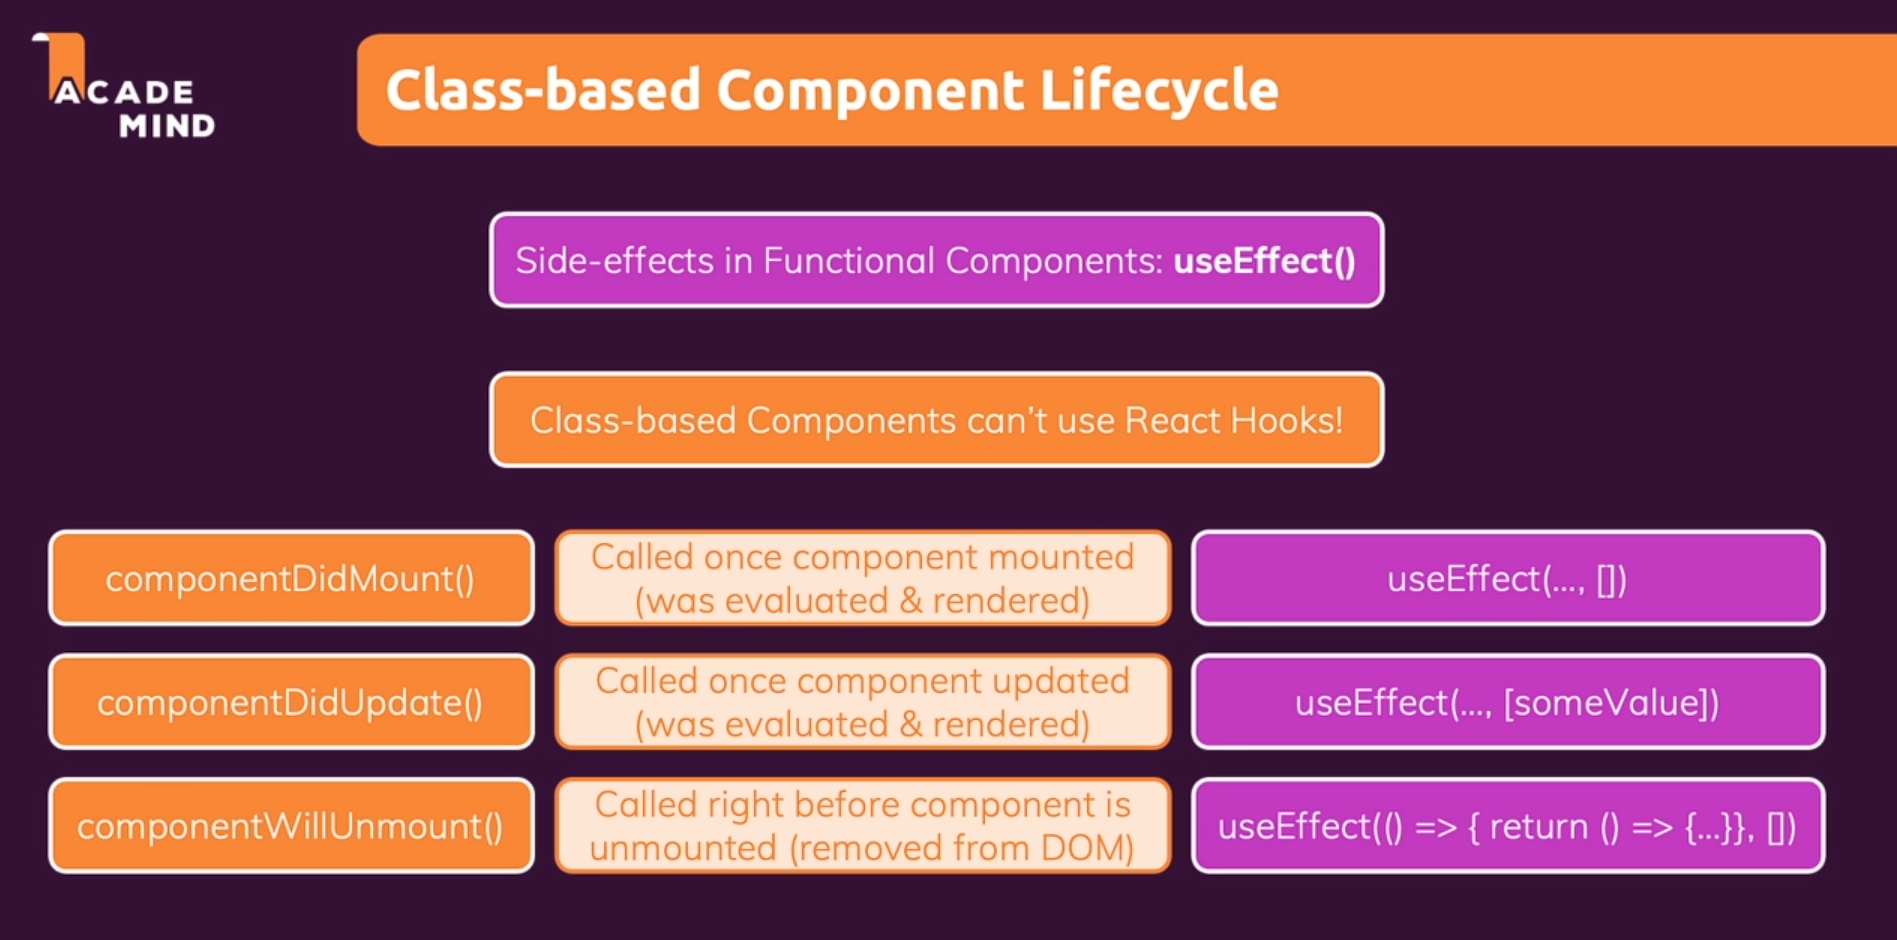 ACADE
MIND
Class-based Component Lifecycle
Side-effects in Functional Components: useEffect()
Class-based Components can’t use React Hooks!
componentDidMount()
Called once component mounted
(was evaluated & rendered)
useEffect(…, [])
componentDidUpdate()
Called once component updated
(was evaluated & rendered)
useEffect(…, [someValue])
componentWillUnmount()
Called right before component is
unmounted (removed from DOM)
useEffect(() => { return () => {…}}, [])